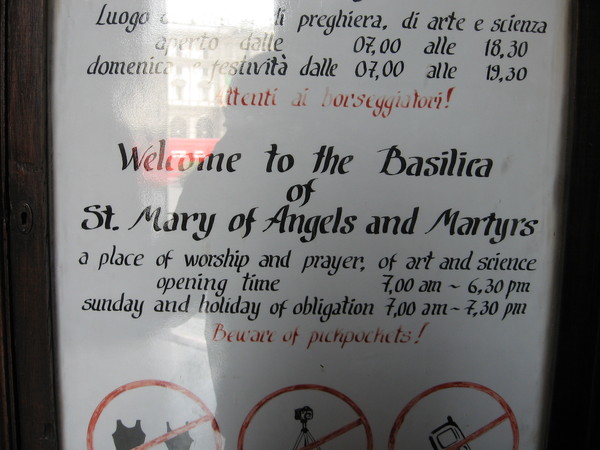 Luogo di preghiera, di arte e scienza
aperto dalle 07,00 alle 18,30
domenica e festività dalle 07,00 alle 19,30
Attenti ai borseggiatori!
Welcome to the Basilica
of
St. Mary of Angels and Martyrs
a place of worship and prayer, of art and science
opening time 7,00 am ~ 6,30 pm
sunday and holiday of obligation 7,00 am ~ 7,30 pm
Beware of pickpockets!